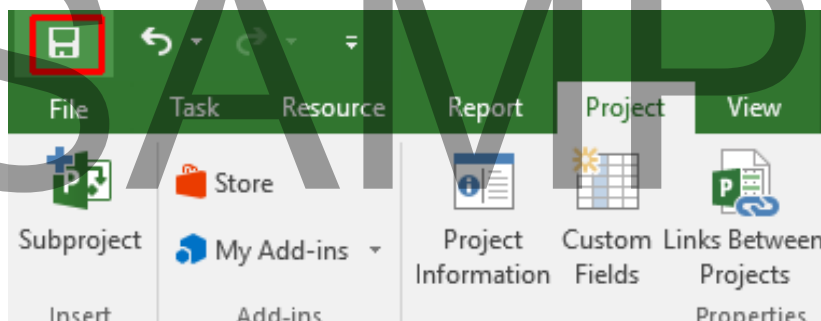 SAMP
File Task Resource Report Project View
Store
Subproject My Add-ins Project Information Custom Fields Links Between Projects
Insert Add-ins Properties